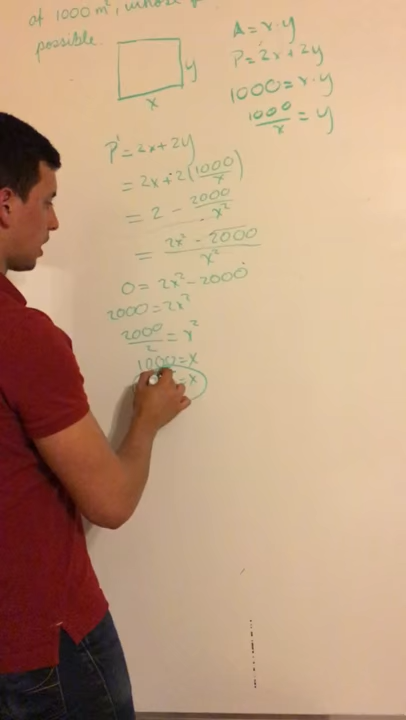 of 1000 m², whose
possible.
A = x · y
P = 2x + 2y
1000 = x · y
1000/x = y
y
x
P' = 2x + 2y
= 2x + 2(1000/x)
= 2 - 2000/x²
= 2x² - 2000/x²
0 = 2x² - 2000
2000 = 2x²
2000/2 = x²
1000 = x
= x